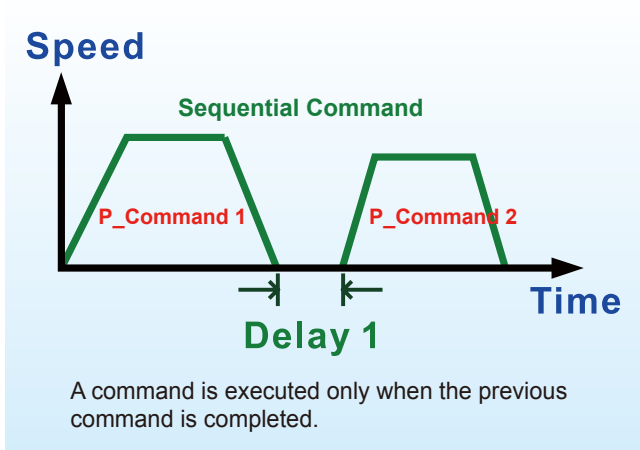 Speed
Sequential Command
P_Command 1
P_Command 2
Time
Delay 1
A command is executed only when the previous
command is completed.